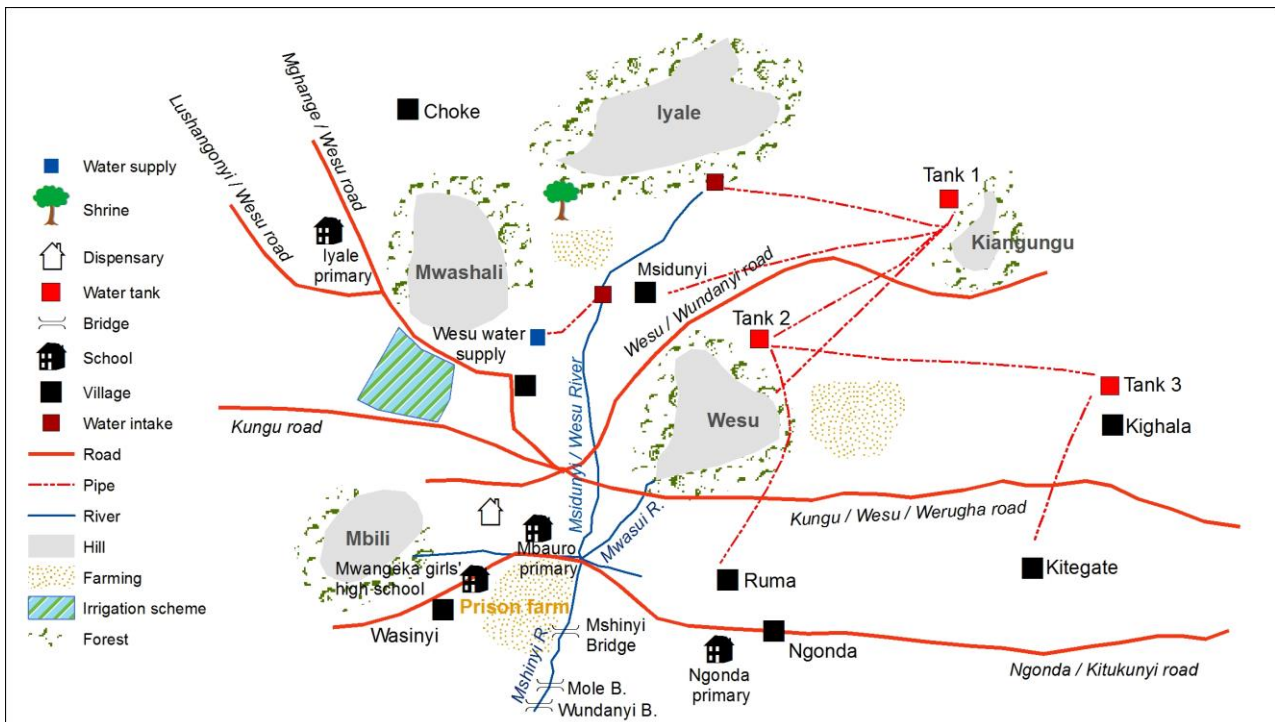 Water supply
Shrine
Dispensary
Water tank
Bridge
School
Village
Water intake
Road
Pipe
River
Hill
Farming
Irrigation scheme
Forest
Lushangonyi / Wesu road
Mghange / Wesu road
Choke
Iyale
Tank 1
Kiangungu
Iyale
primary
Mwashali
Msidunyi
Wesu / Wundanyi road
Wesu water
supply
Tank 2
Tank 3
Kungu road
Msidunyi / Wesu River
Wesu
Kighala
Kungu / Wesu / Werugha road
Mbili
Mwasui R.
Mbauro
primary
Mwangeka girls'
high school
Prison farm
Ruma
Kitegate
Wasinyi
Mshinyi R.
Mshinyi
Bridge
Ngonda
Ngonda
primary
Ngonda / Kitukunyi road
Mole B.
Wundanyi B.